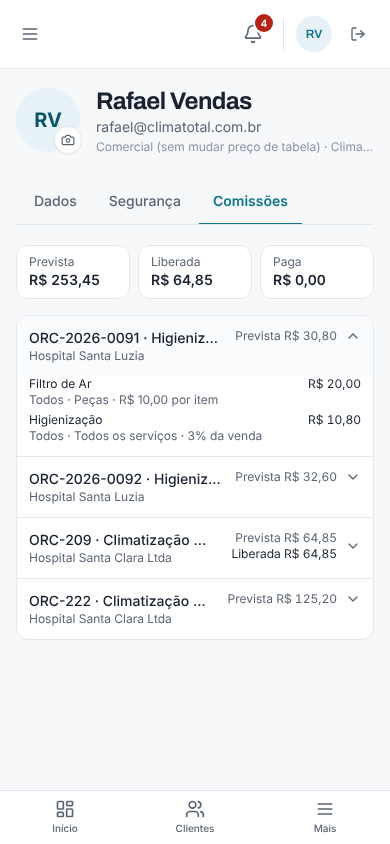 4
RV
RV
Rafael Vendas
rafael@climatotal.com.br
Comercial (sem mudar preço de tabela) · Clima...
Dados
Segurança
Comissões
Prevista
R$ 253,45
Liberada
R$ 64,85
Paga
R$ 0,00
ORC-2026-0091 · Higieniz...
Prevista R$ 30,80
Hospital Santa Luzia
Filtro de Ar
R$ 20,00
Todos · Peças · R$ 10,00 por item
Higienização
R$ 10,80
Todos · Todos os serviços · 3% da venda
ORC-2026-0092 · Higieniz...
Prevista R$ 32,60
Hospital Santa Luzia
ORC-209 · Climatização ...
Prevista R$ 64,85
Hospital Santa Clara Ltda
Liberada R$ 64,85
ORC-222 · Climatização ...
Prevista R$ 125,20
Hospital Santa Clara Ltda
Início
Clientes
Mais